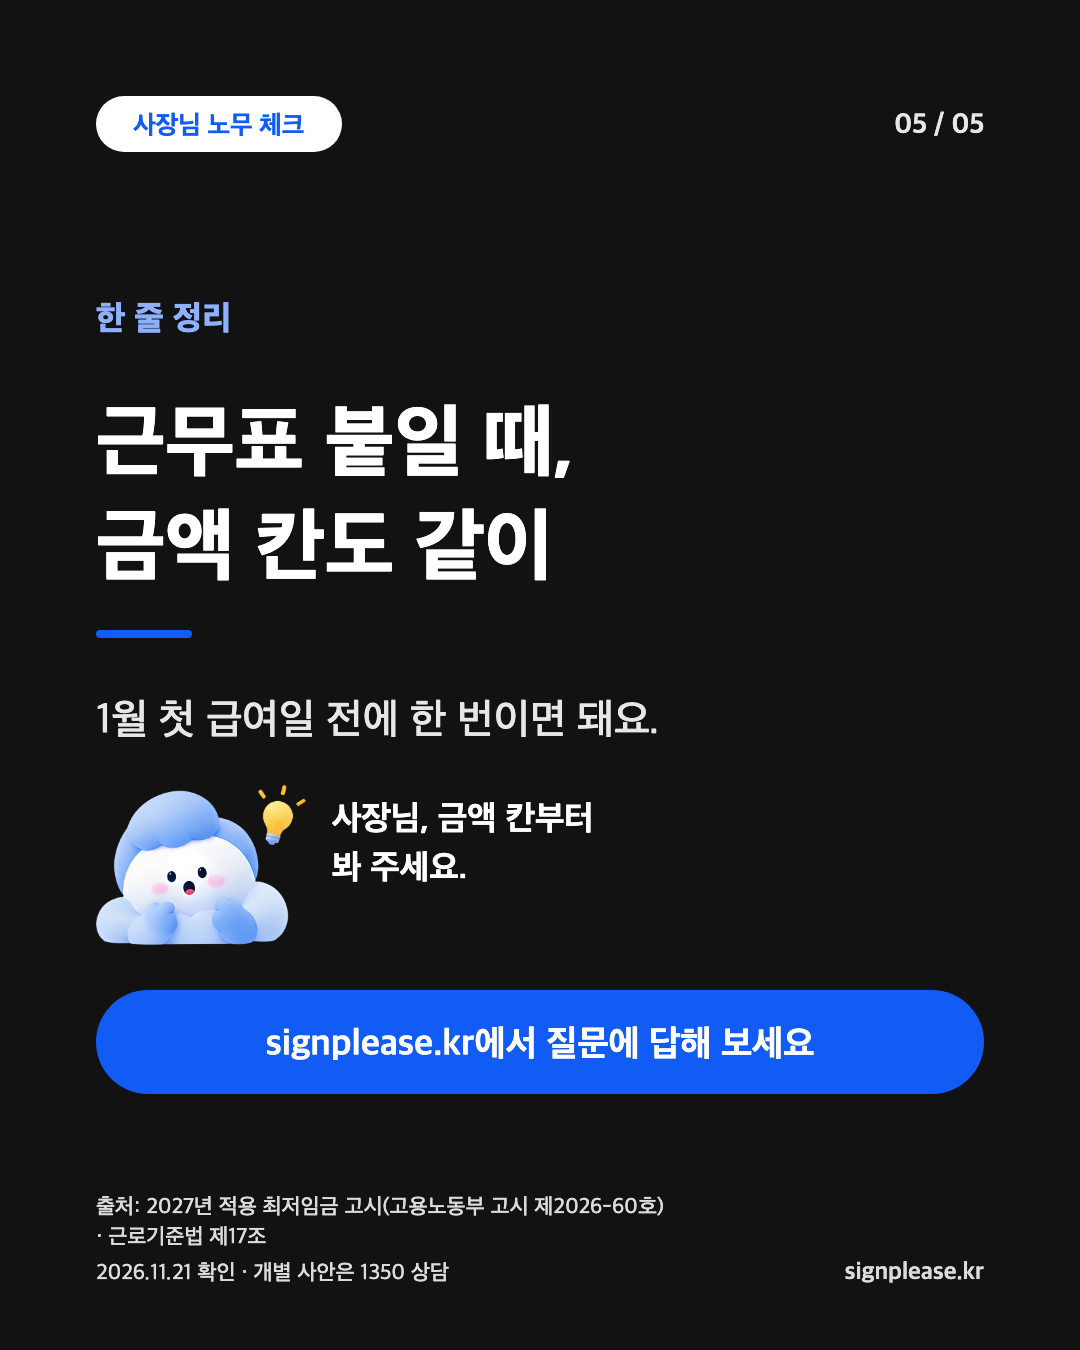 사장님 노무 체크
05 / 05
한 줄 정리
근무표 붙일 때,
금액 칸도 같이
1월 첫 급여일 전에 한 번이면 돼요.
사장님, 금액 칸부터
봐 주세요.
signplease.kr에서 질문에 답해 보세요
출처: 2027년 적용 최저임금 고시(고용노동부 고시 제2026-60호)
· 근로기준법 제17조
2026.11.21 확인 · 개별 사안은 1350 상담
signplease.kr